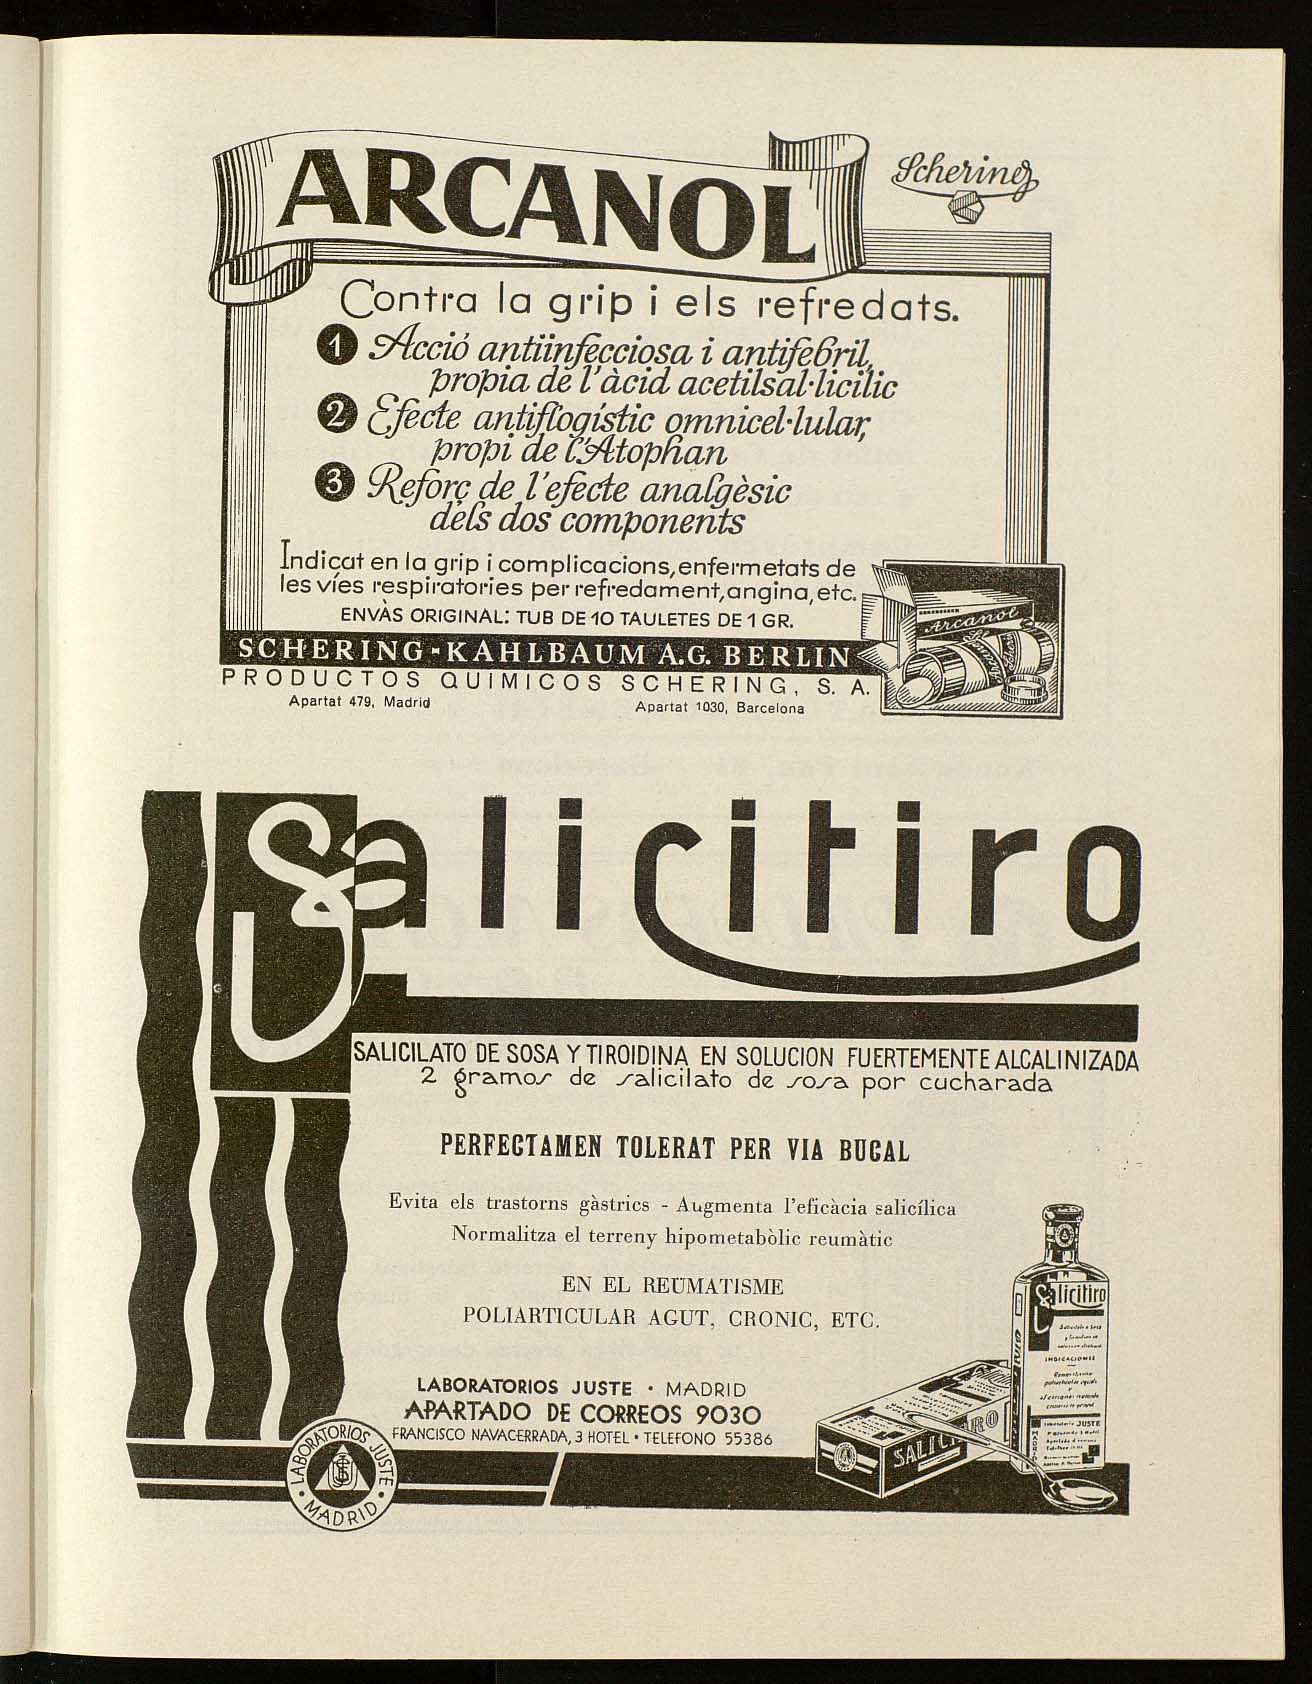 ARCANOL
Schering
Contra la grip i els refredats.
1 Acció antiïnfecciosa i antifebril,
propia de l'àcid acetilsal·licílic
2 Efecte antiflogístic omnicel·lular,
propi de l'Atophan
3 Reforç de l'efecte analgèsic
dels dos components
Indicat en la grip i complicacions, enfermetats de
les víes respiratories per refredament, angina, etc.
ENVÀS ORIGINAL: TUB DE 10 TAULETES DE 1 GR.
Arcanol
SCHERING-KAHLBAUM A.G. BERLIN
PRODUCTOS QUIMICOS SCHERING, S. A.
Apartat 479, Madrid
Apartat 1030, Barcelona
Salicitiro
SALICILATO DE SOSA Y TIROIDINA EN SOLUCION FUERTEMENTE ALCALINIZADA
2 gramos de salicilato de sosa por cucharada
PERFECTAMEN TOLERAT PER VIA BUCAL
Evita els trastorns gàstrics - Augmenta l'eficàcia salicílica
Normalitza el terreny hipometabòlic reumàtic
EN EL REUMATISME
POLIARTICULAR AGUT, CRONIC, ETC.
Salicitiro
INDICACIONES
JUSTE
MADRID
LABORATORIOS JUSTE · MADRID
APARTADO DE CORREOS 9030
FRANCISCO NAVACERRADA, 3 HOTEL · TELEFONO 55386
LABORATORIOS JUSTE
· MADRID ·